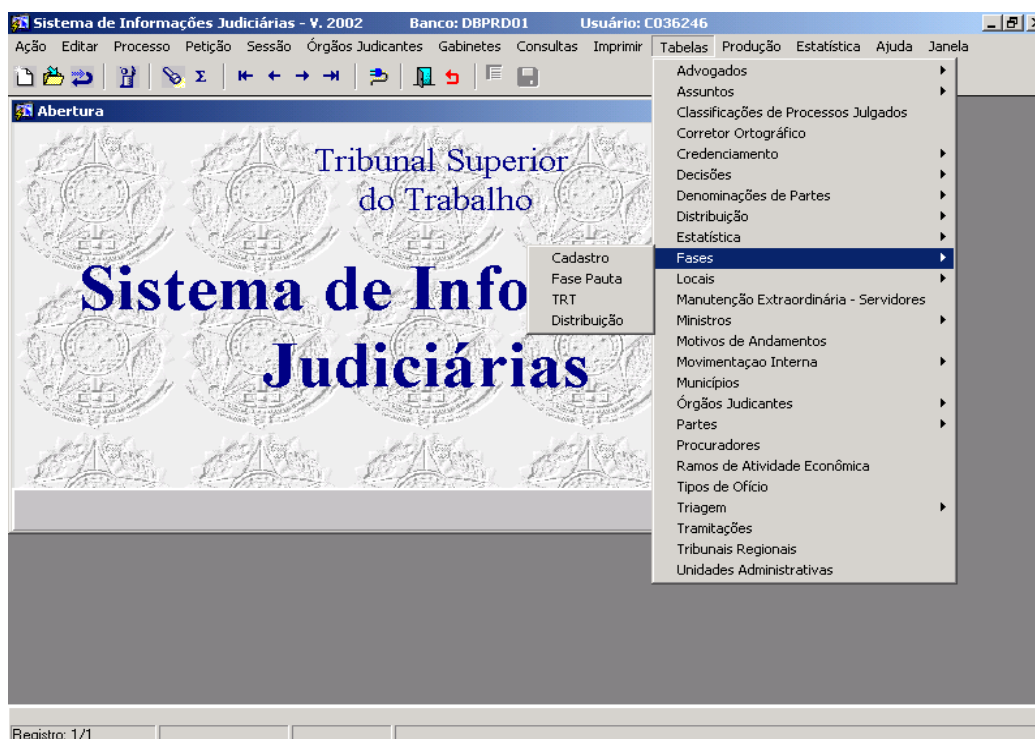 Sistema de Informações Judiciárias - V. 2002 Banco: DBPRD01 Usuário: C036246
Ação Editar Processo Petição Sessão Órgãos Judicantes Gabinetes Consultas Imprimir Tabelas Produção Estatística Ajuda Janela
Abertura
Tribunal Superior
do Trabalho
Sistema de Info
Judiciárias
Advogados
Assuntos
Classificações de Processos Julgados
Corretor Ortográfico
Credenciamento
Decisões
Denominações de Partes
Distribuição
Estatística
Fases
Locais
Manutenção Extraordinária - Servidores
Ministros
Motivos de Andamentos
Movimentaçao Interna
Municípios
Órgãos Judicantes
Partes
Procuradores
Ramos de Atividade Econômica
Tipos de Ofício
Triagem
Tramitações
Tribunais Regionais
Unidades Administrativas
Cadastro
Fase Pauta
TRT
Distribuição
Registro: 1/1